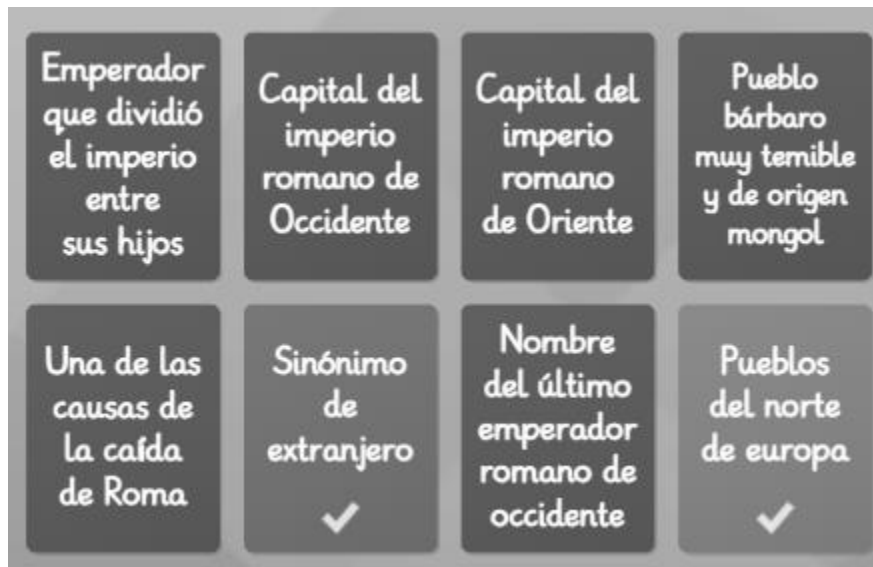 Emperador
que dividió
el imperio
entre
sus hijos
Capital del
imperio
romano de
Occidente
Capital del
imperio
romano
de Oriente
Pueblo
bárbaro
muy temible
y de origen
mongol
Una de las
causas de
la caída
de Roma
Sinónimo
de
extranjero
Nombre
del último
emperador
romano de
occidente
Pueblos
del norte
de europa